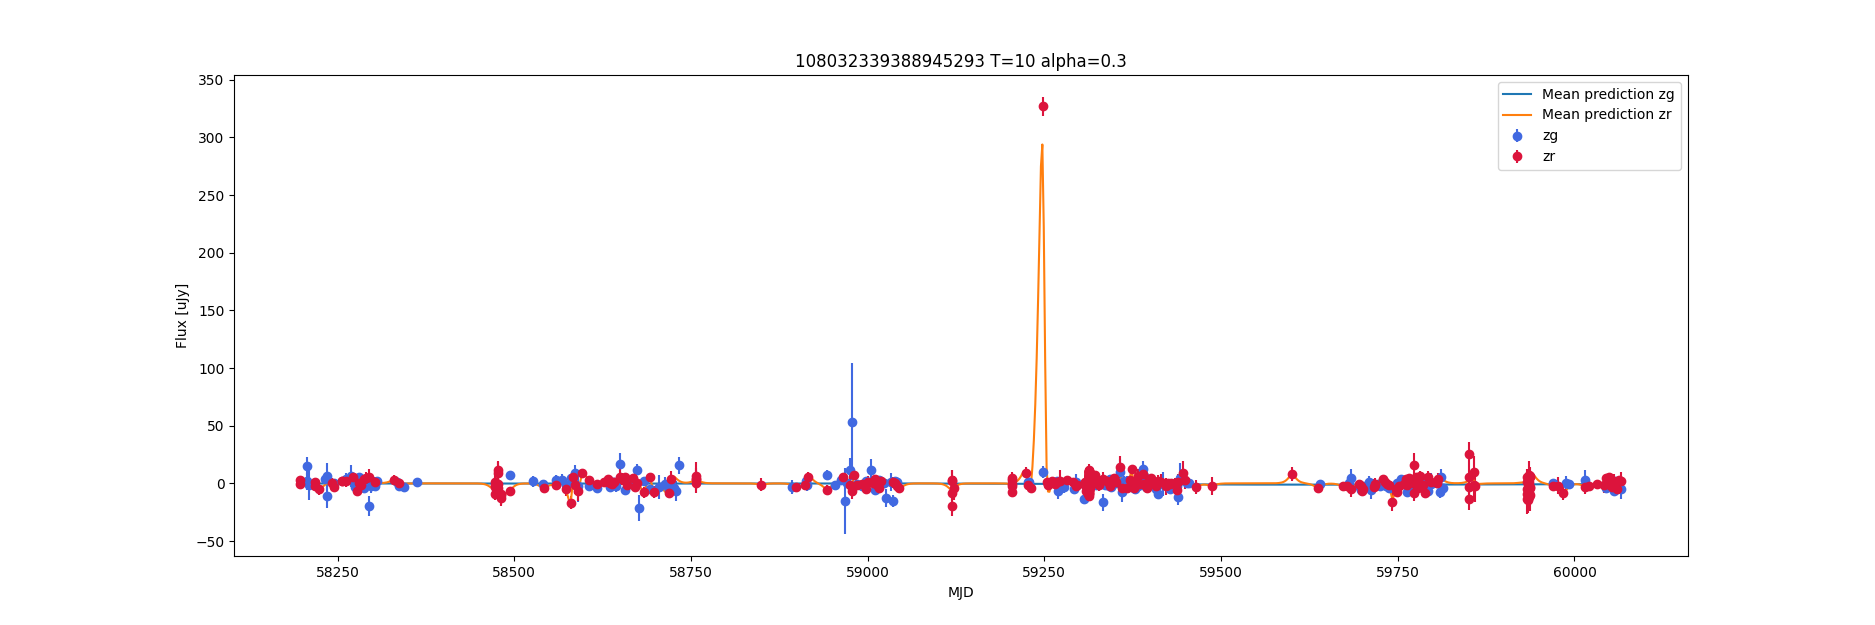 108032339388945293 T=10 alpha=0.3
350
300
250
200
150
100
50
0
−50
Flux [uJy]
58250 58500 58750 59000 59250 59500 59750 60000
MJD
Mean prediction zg
Mean prediction zr
zg
zr